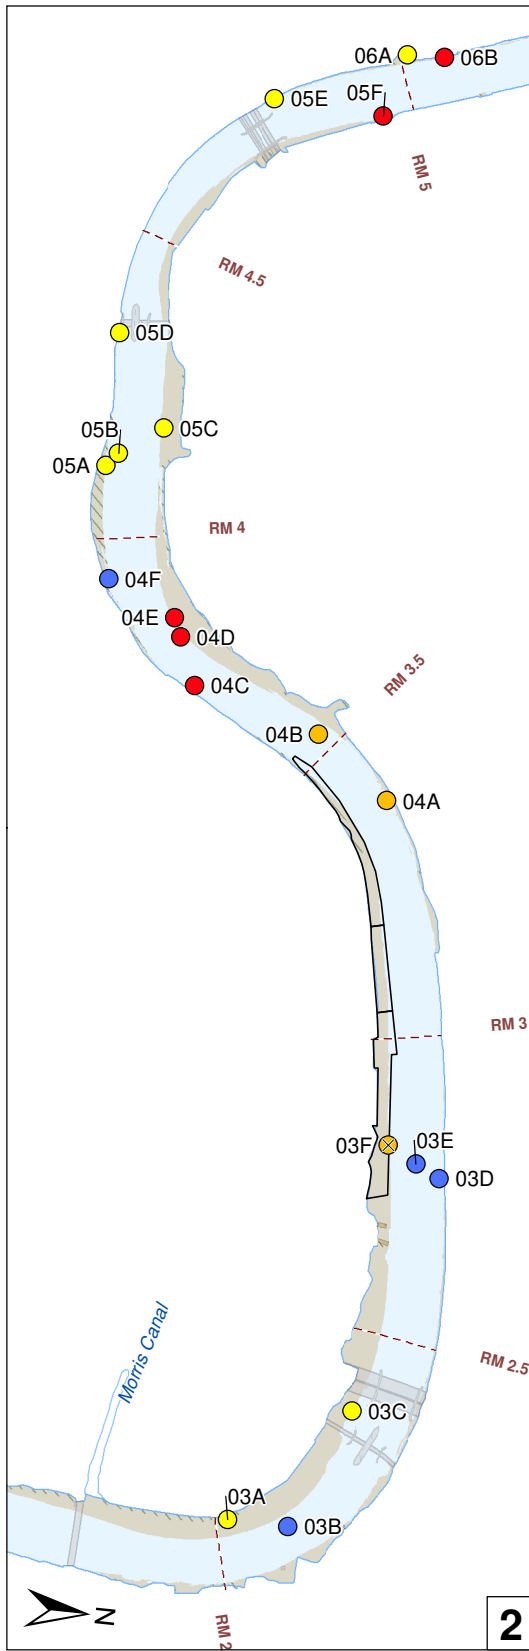 06A
06B
05F
05E
RM 5
RM 4.5
05D
05B
05C
05A
RM 4
04F
04E
04D
04C
RM 3.5
04B
04A
RM 3
03F
03E
03D
RM 2.5
Morris Canal
03C
03A
03B
RM 2
N
2